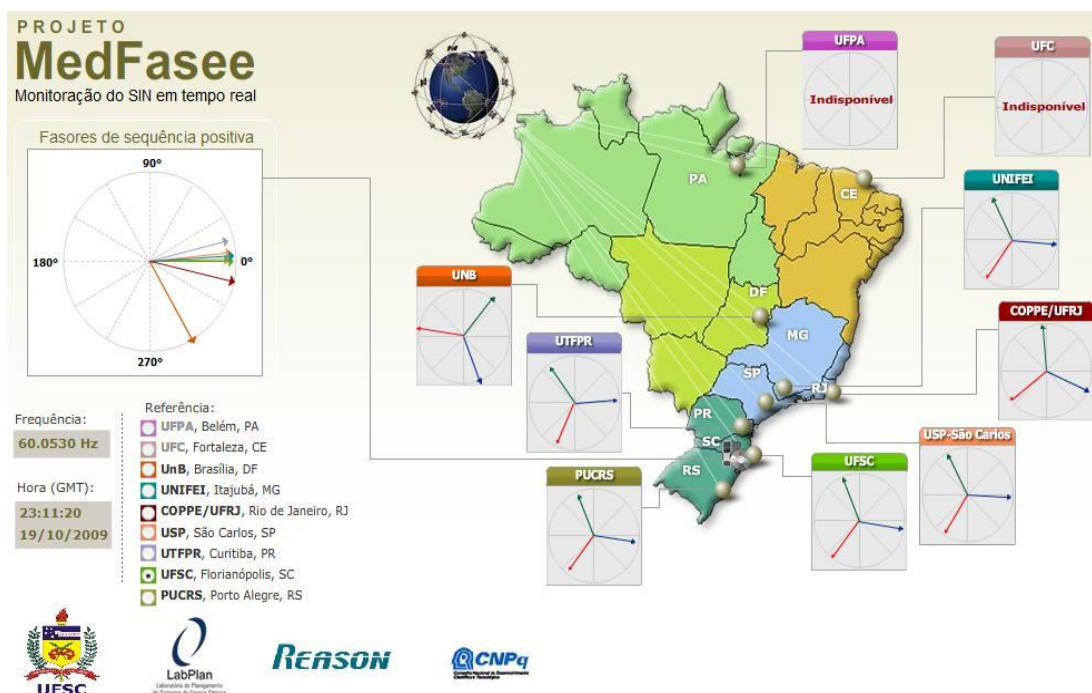 PROJETO
MedFasee
Monitoração do SIN em tempo real
Fasores de sequência positiva
90º
180º
0º
270º
UFPA
Indisponível
UFC
Indisponível
UNIFEI
UNB
UTFPR
COPPE/UFRJ
PUCRS
UFSC
USP-São Carlos
PA
CE
DF
MG
SP
RJ
PR
SC
RS
Frequência:
60.0530 Hz
Hora (GMT):
23:11:20
19/10/2009
Referência:
UFPA, Belém, PA
UFC, Fortaleza, CE
UnB, Brasília, DF
UNIFEI, Itajubá, MG
COPPE/UFRJ, Rio de Janeiro, RJ
USP, São Carlos, SP
UTFPR, Curitiba, PR
UFSC, Florianópolis, SC
PUCRS, Porto Alegre, RS
UFSC
LabPlan
REASON
CNPq